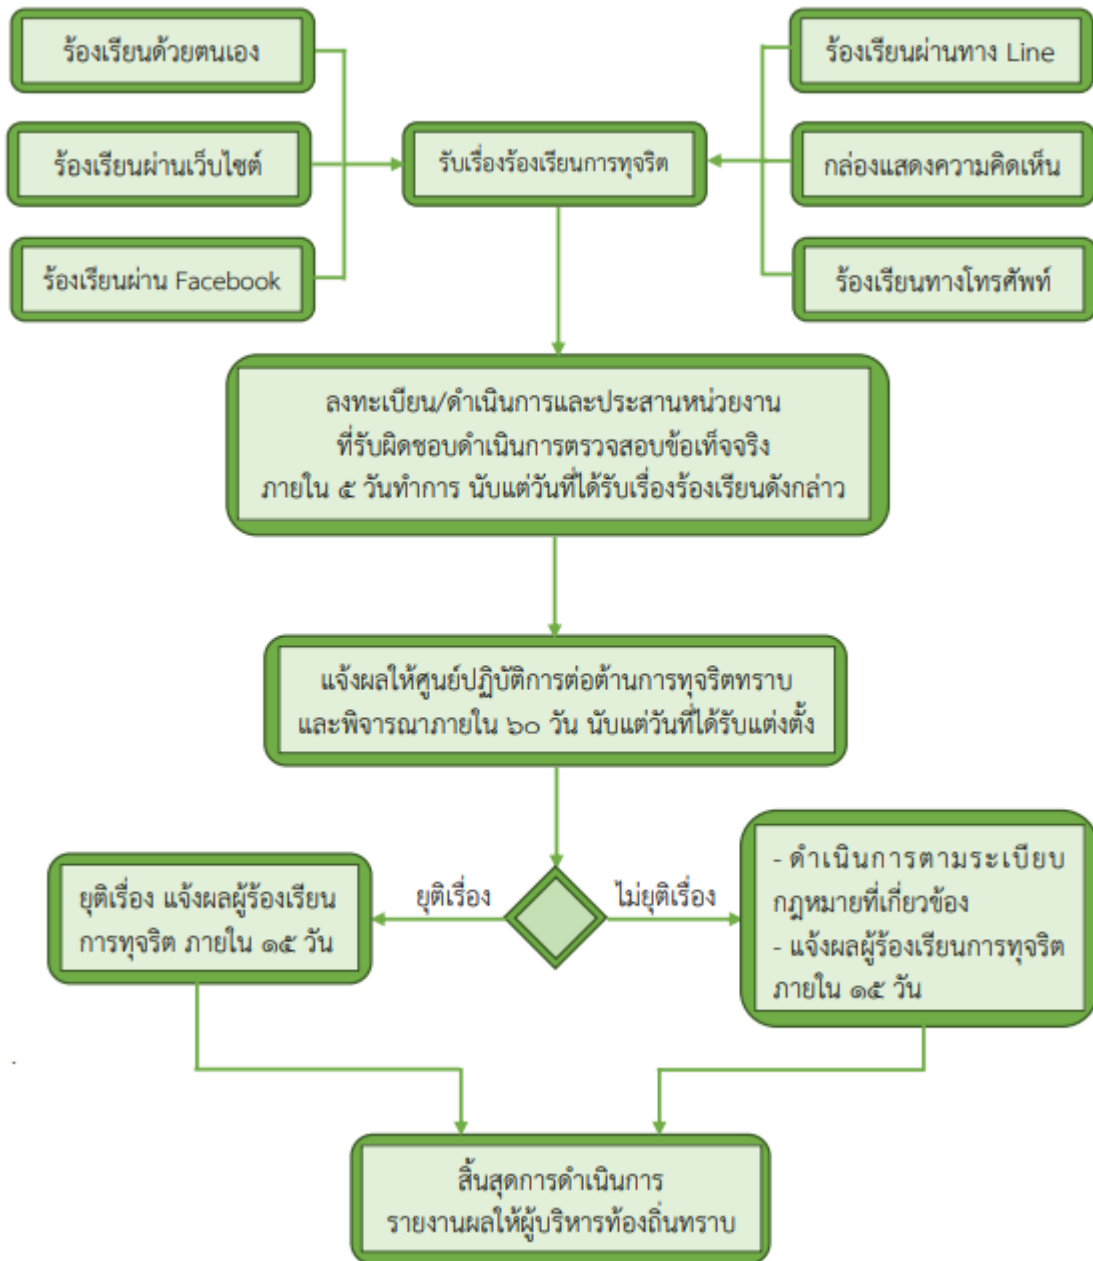 ร้องเรียนด้วยตนเอง
ร้องเรียนผ่านทาง Line
ร้องเรียนผ่านเว็บไซต์
รับเรื่องร้องเรียนการทุจริต
กล่องแสดงความคิดเห็น
ร้องเรียนผ่าน Facebook
ร้องเรียนทางโทรศัพท์
ลงทะเบียน/ดำเนินการและประสานหน่วยงาน
ที่รับผิดชอบดำเนินการตรวจสอบข้อเท็จจริง
ภายใน ๕ วันทำการ นับแต่วันที่ได้รับเรื่องร้องเรียนดังกล่าว
แจ้งผลให้ศูนย์ปฏิบัติการต่อต้านการทุจริตทราบ
และพิจารณาภายใน ๖๐ วัน นับแต่วันที่ได้รับแต่งตั้ง
ยุติเรื่อง แจ้งผลผู้ร้องเรียน
การทุจริต ภายใน ๑๕ วัน
ยุติเรื่อง
ไม่ยุติเรื่อง
- ดำเนินการตามระเบียบ
กฎหมายที่เกี่ยวข้อง
- แจ้งผลผู้ร้องเรียนการทุจริต
ภายใน ๑๕ วัน
สิ้นสุดการดำเนินการ
รายงานผลให้ผู้บริหารท้องถิ่นทราบ